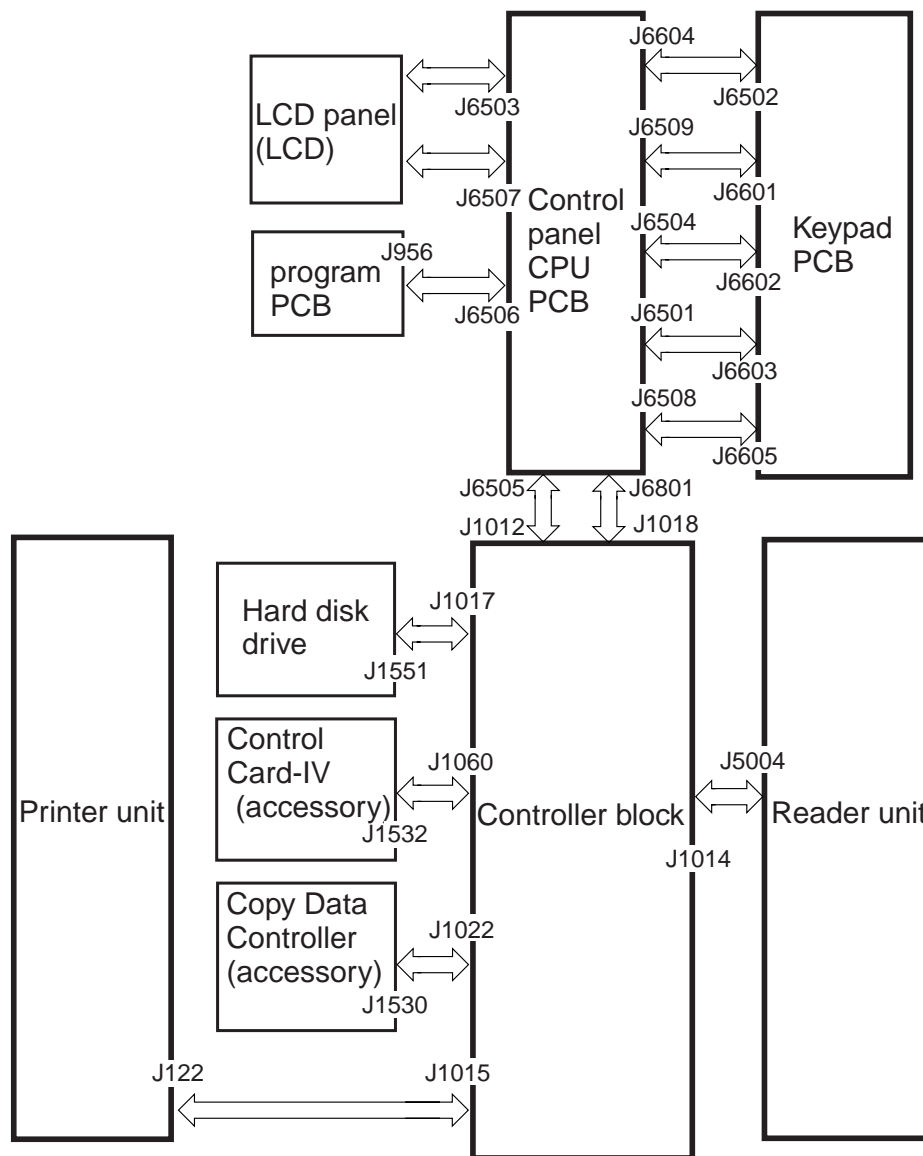 J6604
J6503
J6502
LCD panel
(LCD)
J6509
J6507
J6601
Control
panel
CPU
PCB
J6504
Keypad
PCB
J956
program
PCB
J6602
J6506
J6501
J6603
J6508
J6605
J6505
J6801
J1012
J1018
Hard disk
drive
J1017
J1551
Control
Card-IV
(accessory)
J1060
J5004
Printer unit
J1532
Controller block
Reader unit
J1014
Copy Data
Controller
(accessory)
J1022
J1530
J122
J1015